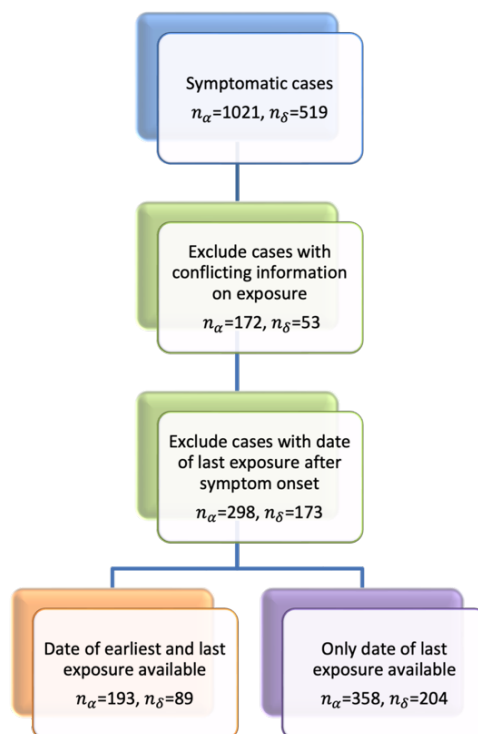 Symptomatic cases
nα=1021, nδ=519
Exclude cases with
conflicting information
on exposure
nα=172, nδ=53
Exclude cases with date
of last exposure after
symptom onset
nα=298, nδ=173
Date of earliest and last
exposure available
nα=193, nδ=89
Only date of last
exposure available
nα=358, nδ=204